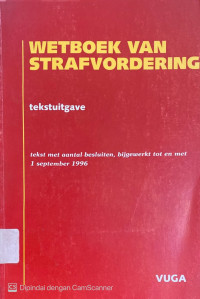 WETBOEK VAN
STRAFVORDERING
tekstuitgave
tekst met aantal besluiten, bijgewerkt tot en met
1 september 1996
CS Dipindai dengan CamScanner
VUGA